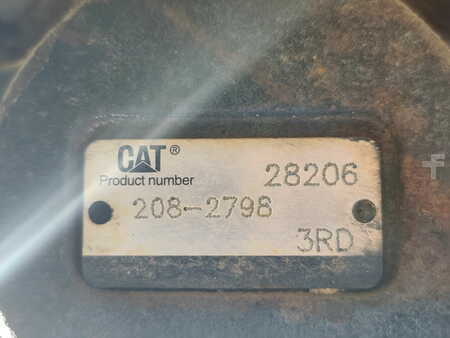 CAT®
Product number 28206
208-2798
3RD
f